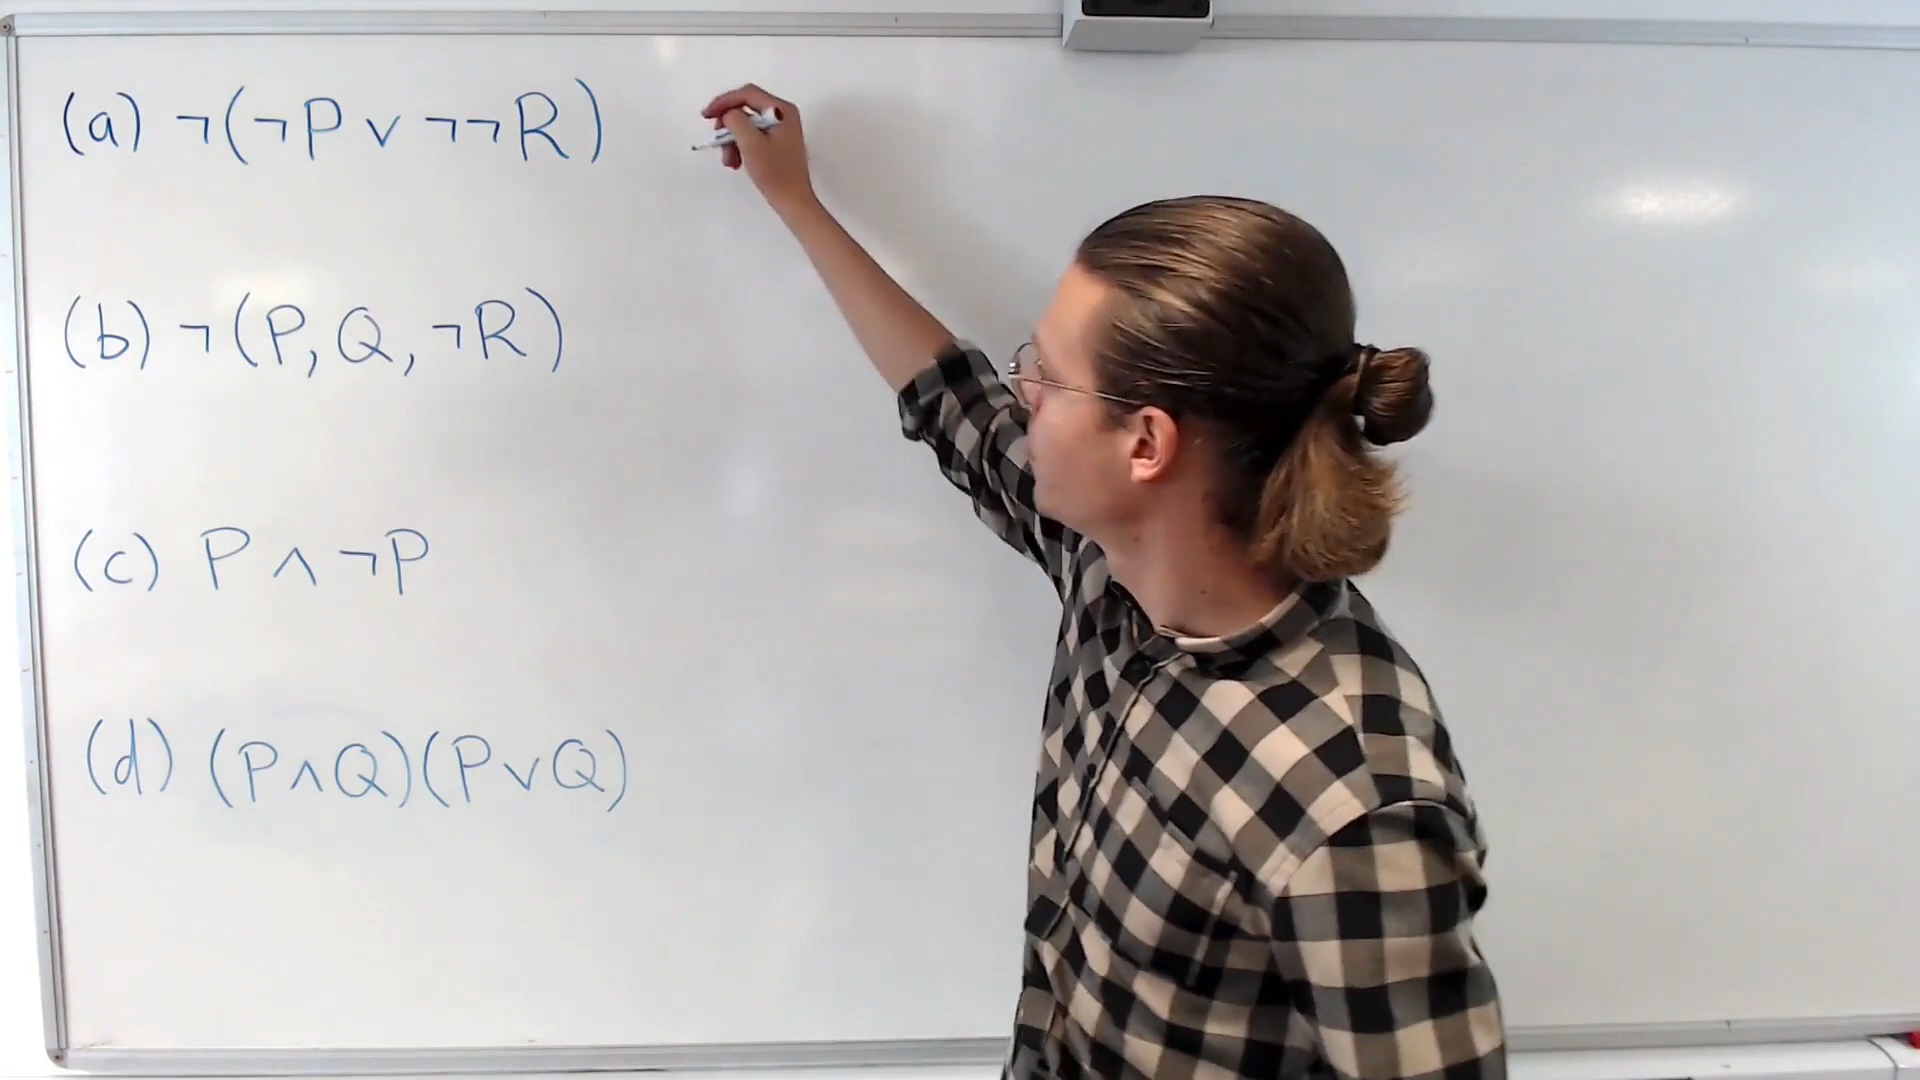 (a) ¬(¬P ∨ ¬¬R)
(b) ¬(P, Q, ¬R)
(c) P ∧ ¬P
(d) (P∧Q)(P∨Q)